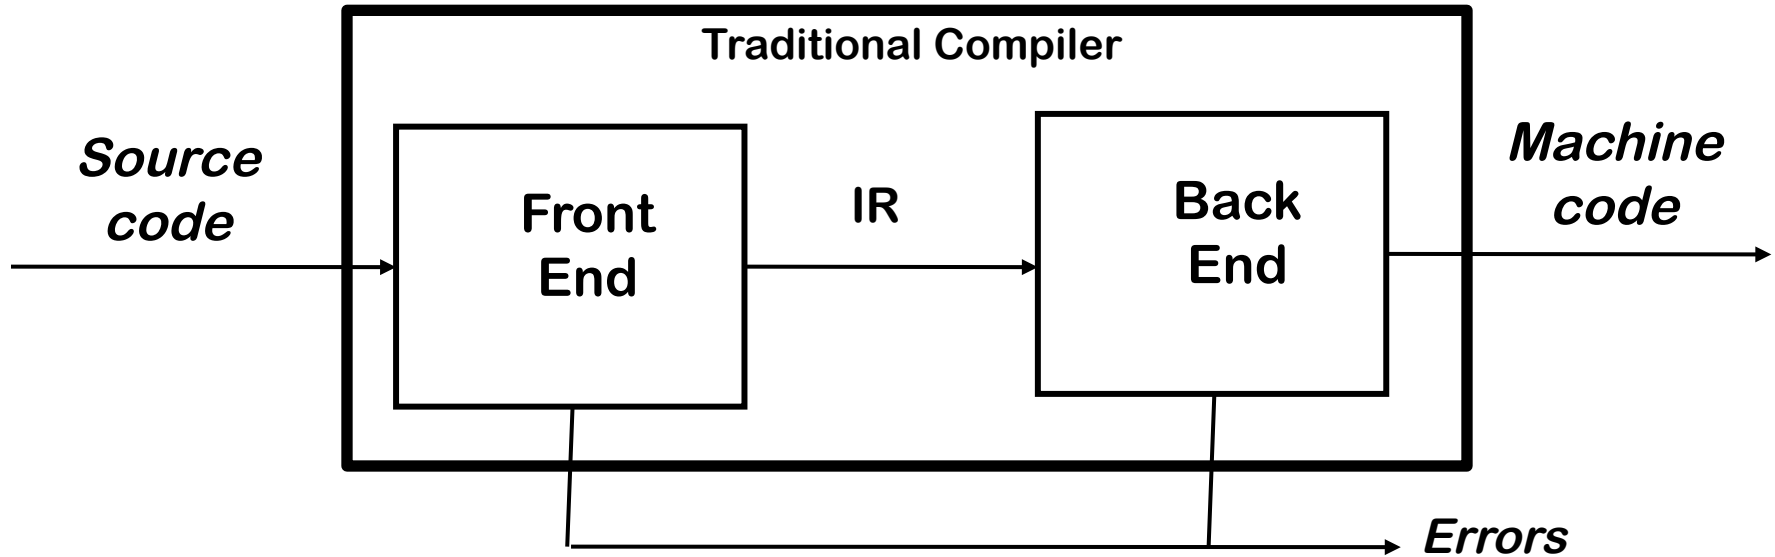 Traditional Compiler
Source
code
Front
End
IR
Back
End
Machine
code
Errors